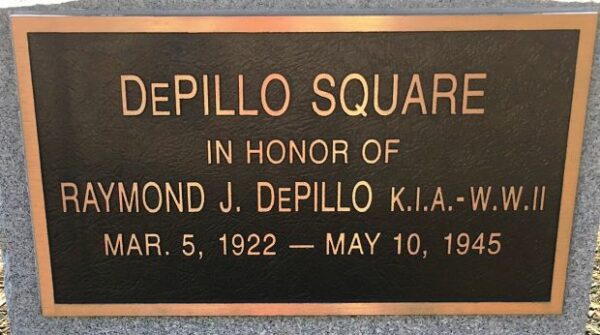 DEPILLO SQUARE
IN HONOR OF
RAYMOND J. DEPILLO K.I.A.-W.W.II
MAR. 5, 1922 — MAY 10, 1945